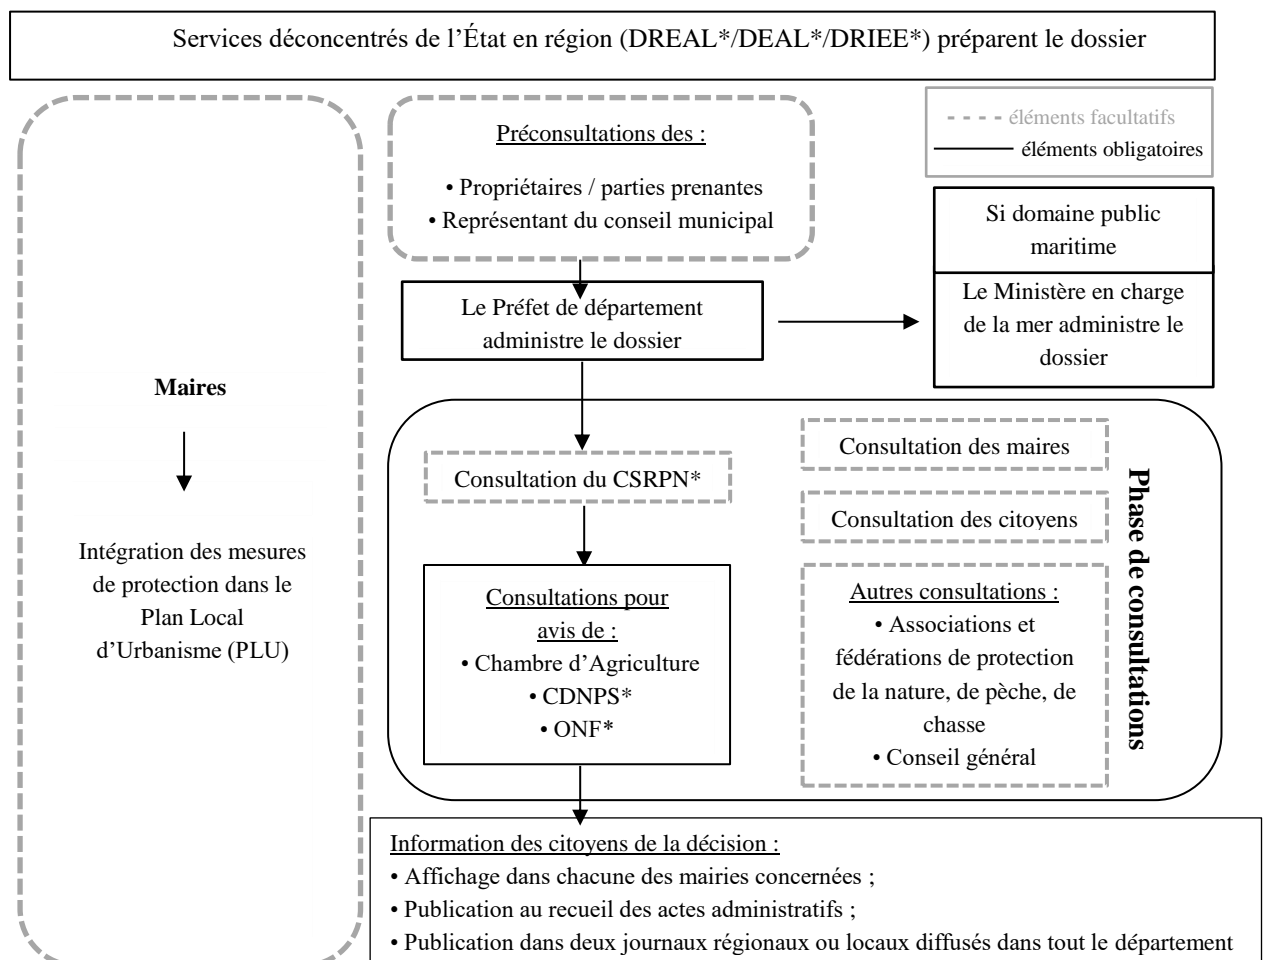 Services déconcentrés de l’État en région (DREAL*/DEAL*/DRIEE*) préparent le dossier
Préconsultations des :
• Propriétaires / parties prenantes
• Représentant du conseil municipal
éléments facultatifs
éléments obligatoires
Si domaine public
maritime
Le Ministère en charge
de la mer administre le
dossier
Le Préfet de département
administre le dossier
Maires
Intégration des mesures
de protection dans le
Plan Local
d’Urbanisme (PLU)
Consultation du CSRPN*
Consultations pour
avis de :
• Chambre d’Agriculture
• CDNPS*
• ONF*
Consultation des maires
Consultation des citoyens
Autres consultations :
• Associations et
fédérations de protection
de la nature, de pèche, de
chasse
• Conseil général
Phase de consultations
Information des citoyens de la décision :
• Affichage dans chacune des mairies concernées ;
• Publication au recueil des actes administratifs ;
• Publication dans deux journaux régionaux ou locaux diffusés dans tout le département